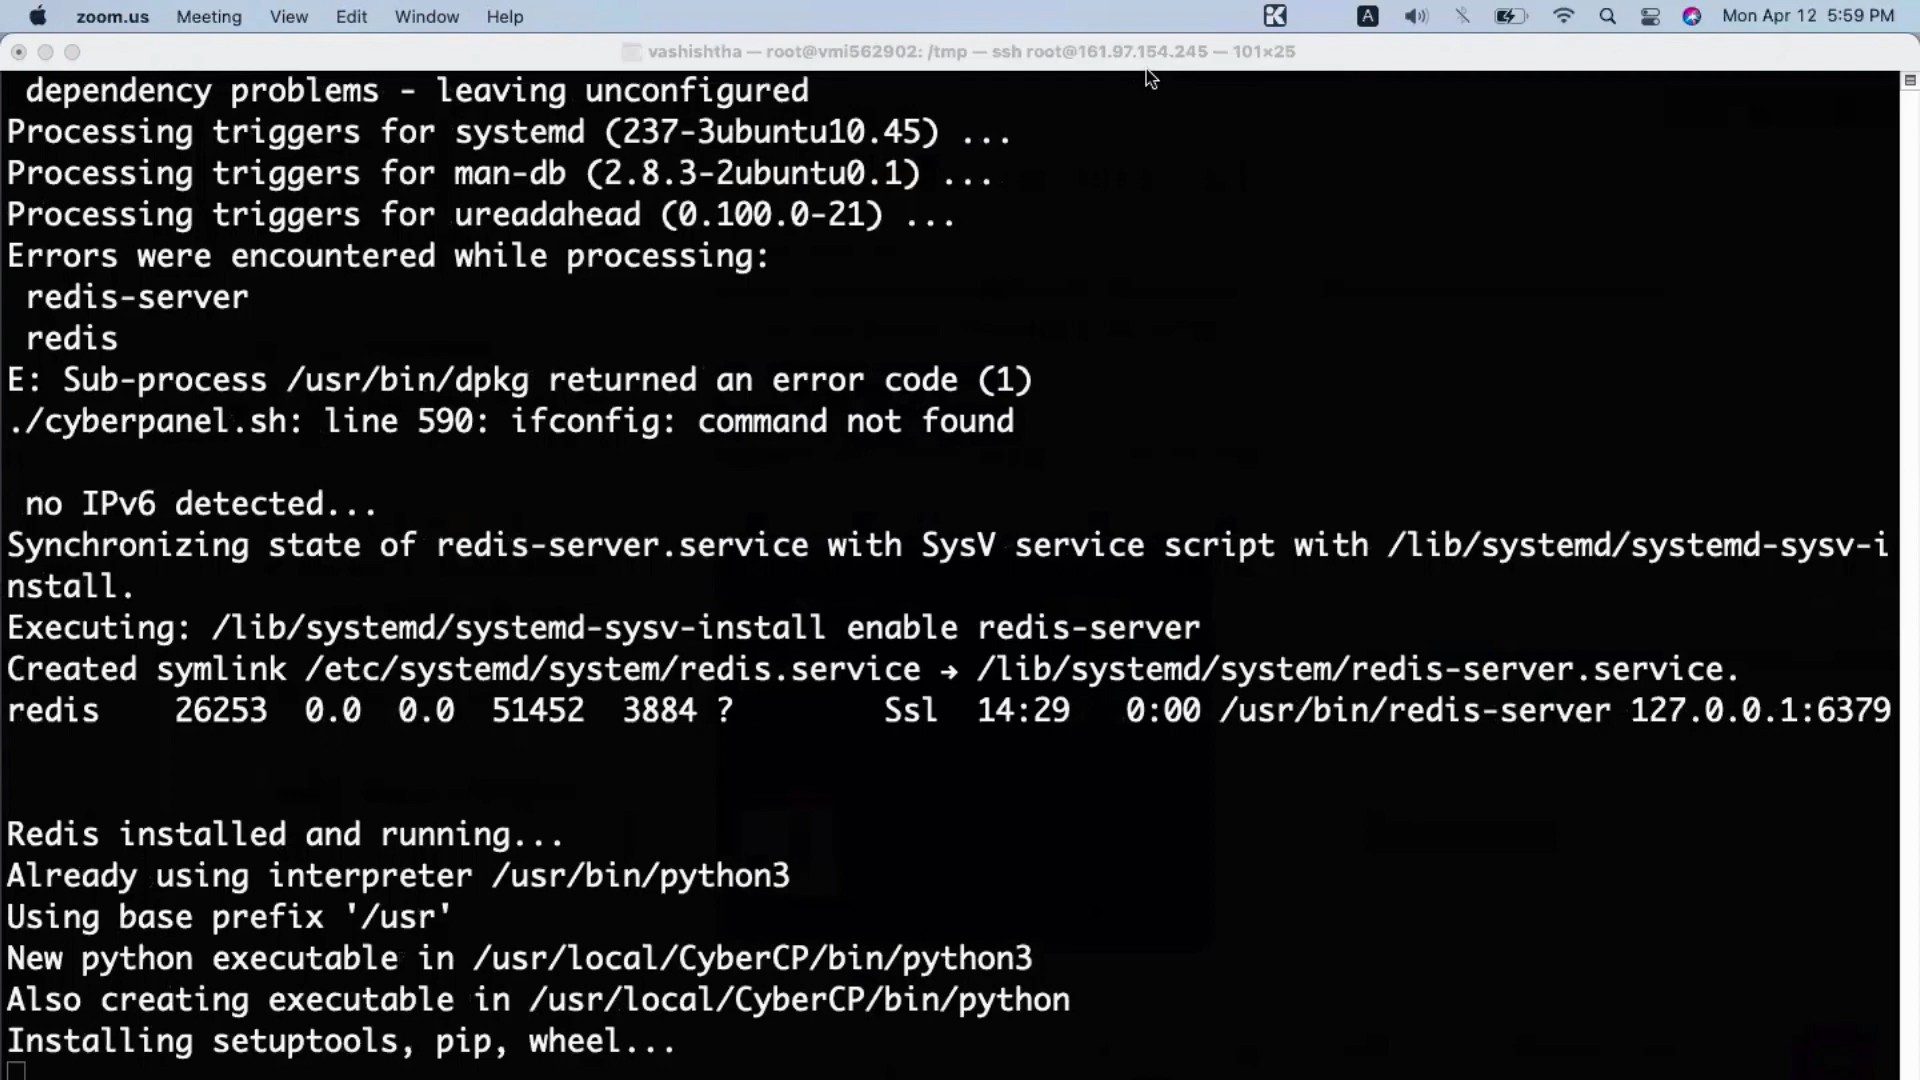 zoom.us Meeting View Edit Window Help A Mon Apr 12 5:59 PM
vashishtha — root@vmi562902: /tmp — ssh root@161.97.154.245 — 101×25
dependency problems - leaving unconfigured
Processing triggers for systemd (237-3ubuntu10.45) ...
Processing triggers for man-db (2.8.3-2ubuntu0.1) ...
Processing triggers for ureadahead (0.100.0-21) ...
Errors were encountered while processing:
redis-server
redis
E: Sub-process /usr/bin/dpkg returned an error code (1)
./cyberpanel.sh: line 590: ifconfig: command not found
no IPv6 detected...
Synchronizing state of redis-server.service with SysV service script with /lib/systemd/systemd-sysv-i
nstall.
Executing: /lib/systemd/systemd-sysv-install enable redis-server
Created symlink /etc/systemd/system/redis.service → /lib/systemd/system/redis-server.service.
redis 26253 0.0 0.0 51452 3884 ? Ssl 14:29 0:00 /usr/bin/redis-server 127.0.0.1:6379
Redis installed and running...
Already using interpreter /usr/bin/python3
Using base prefix '/usr'
New python executable in /usr/local/CyberCP/bin/python3
Also creating executable in /usr/local/CyberCP/bin/python
Installing setuptools, pip, wheel...